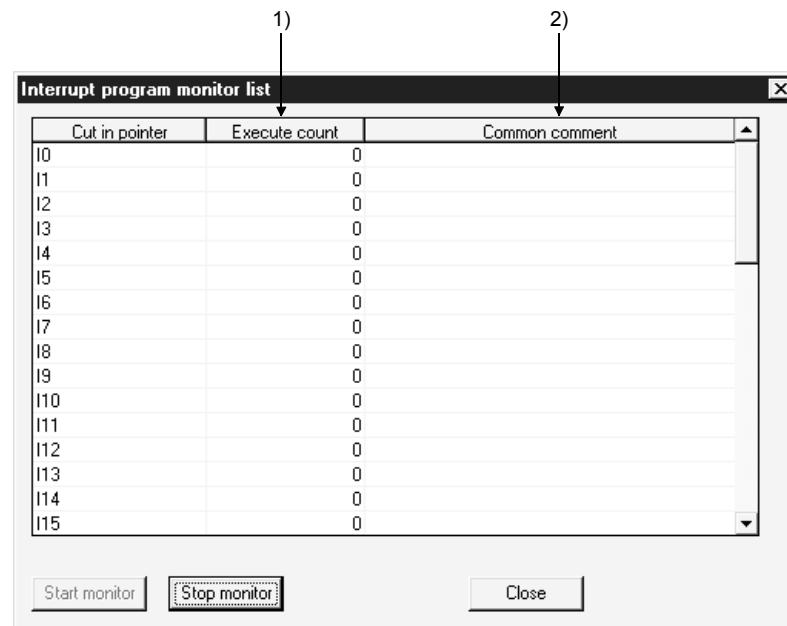 1) 2)
Interrupt program monitor list
Cut in pointer Execute count Common comment
I0 0
I1 0
I2 0
I3 0
I4 0
I5 0
I6 0
I7 0
I8 0
I9 0
I10 0
I11 0
I12 0
I13 0
I14 0
I15 0
Start monitor Stop monitor Close